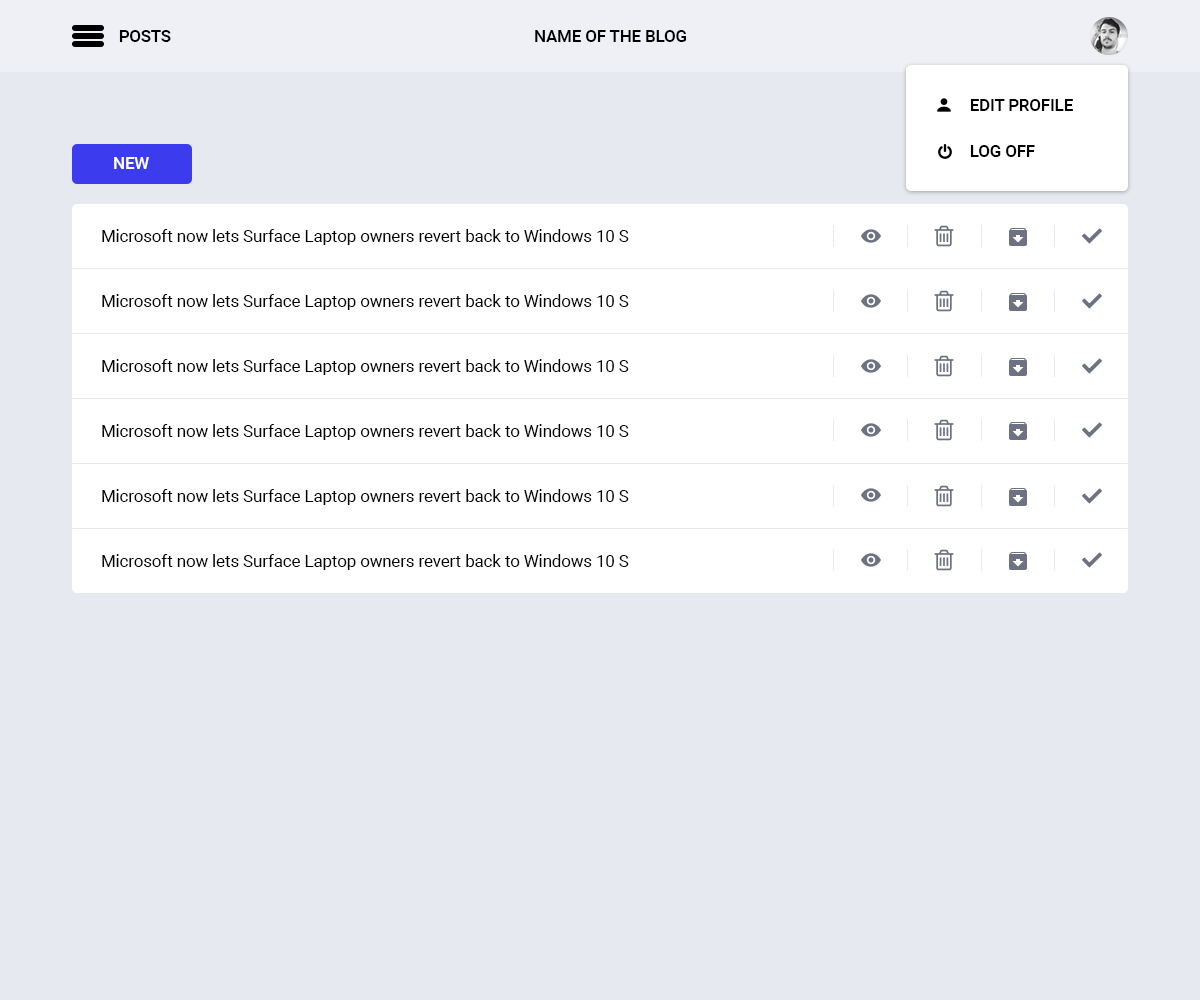 POSTS
NAME OF THE BLOG
EDIT PROFILE
LOG OFF
NEW
Microsoft now lets Surface Laptop owners revert back to Windows 10 S
Microsoft now lets Surface Laptop owners revert back to Windows 10 S
Microsoft now lets Surface Laptop owners revert back to Windows 10 S
Microsoft now lets Surface Laptop owners revert back to Windows 10 S
Microsoft now lets Surface Laptop owners revert back to Windows 10 S
Microsoft now lets Surface Laptop owners revert back to Windows 10 S